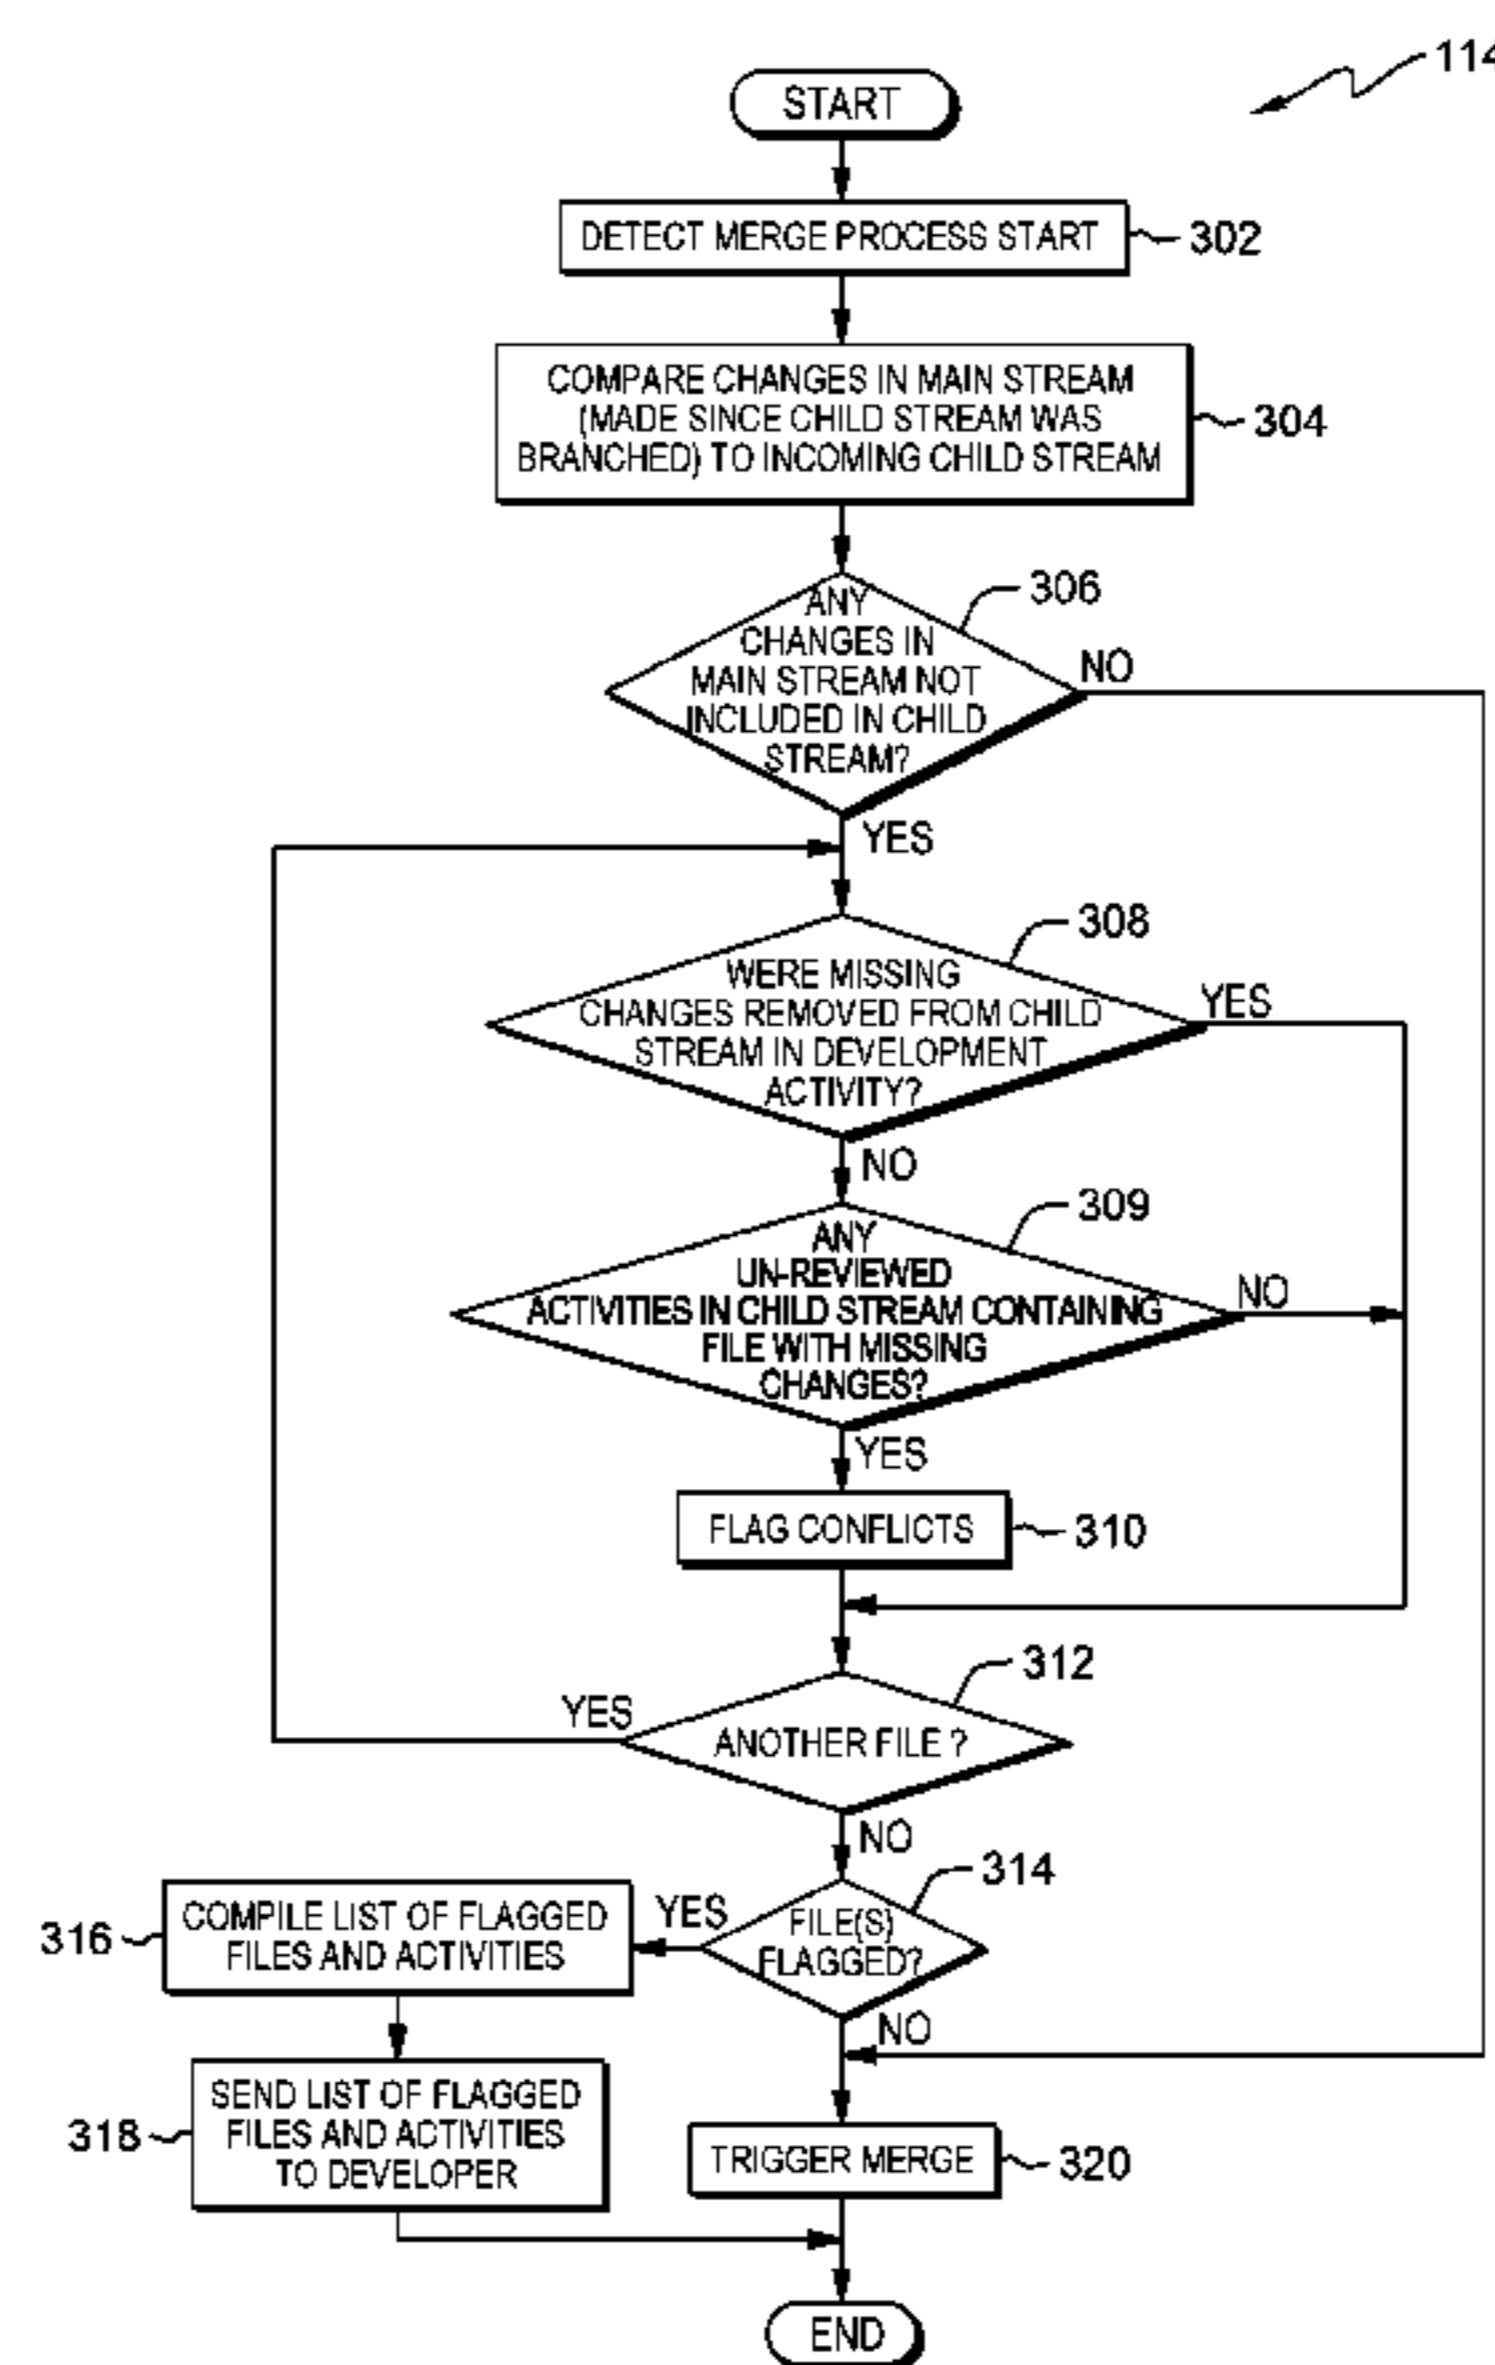 114
START
DETECT MERGE PROCESS START
302
COMPARE CHANGES IN MAIN STREAM
(MADE SINCE CHILD STREAM WAS
BRANCHED) TO INCOMING CHILD STREAM
304
306
ANY
CHANGES IN
MAIN STREAM NOT
INCLUDED IN CHILD
STREAM?
NO
YES
308
WERE MISSING
CHANGES REMOVED FROM CHILD
STREAM IN DEVELOPMENT
ACTIVITY?
YES
NO
309
ANY
UN-REVIEWED
ACTIVITIES IN CHILD STREAM CONTAINING
FILE WITH MISSING
CHANGES?
NO
YES
FLAG CONFLICTS
310
312
YES
ANOTHER FILE ?
NO
314
FILE(S)
FLAGGED?
YES
316
COMPILE LIST OF FLAGGED
FILES AND ACTIVITIES
NO
318
SEND LIST OF FLAGGED
FILES AND ACTIVITIES
TO DEVELOPER
TRIGGER MERGE
320
END